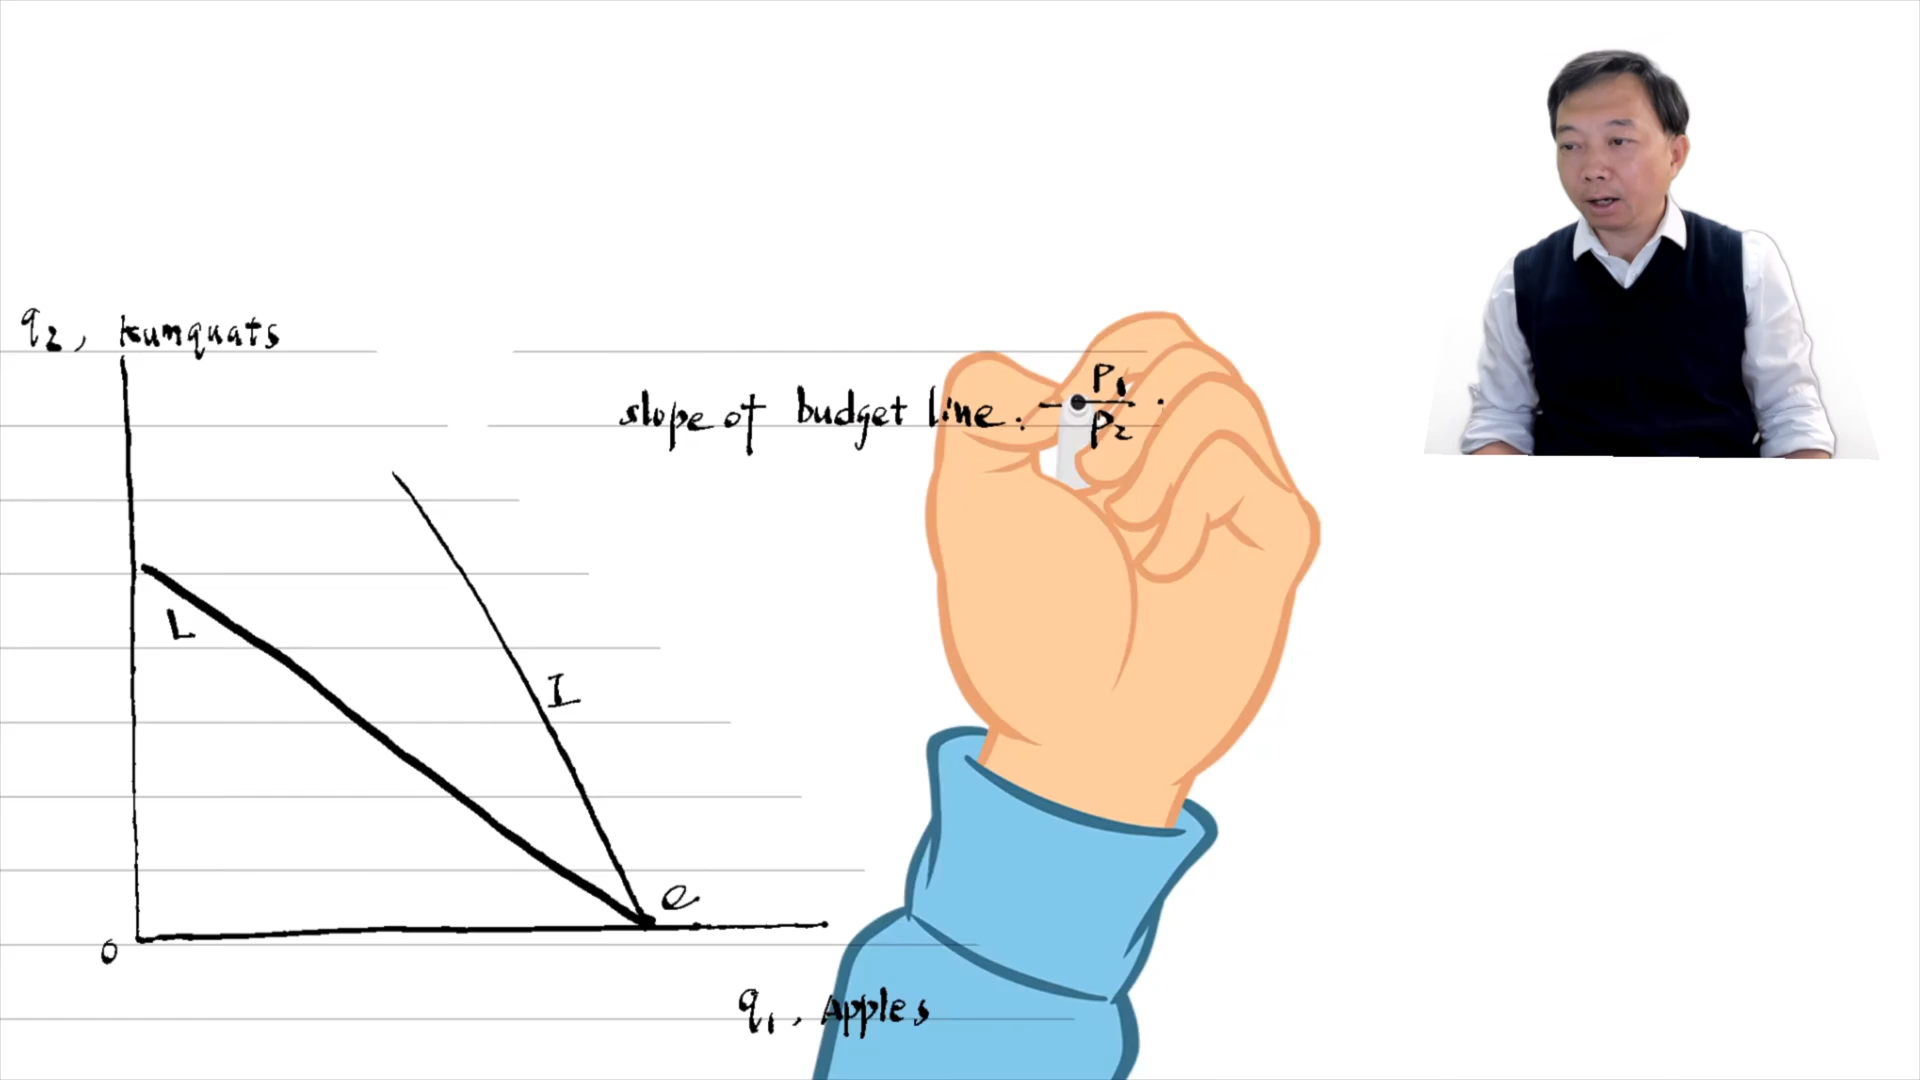 q2, kumquats
slope of budget line: - P1/P2 .
L
I
e
0
q1, Apples